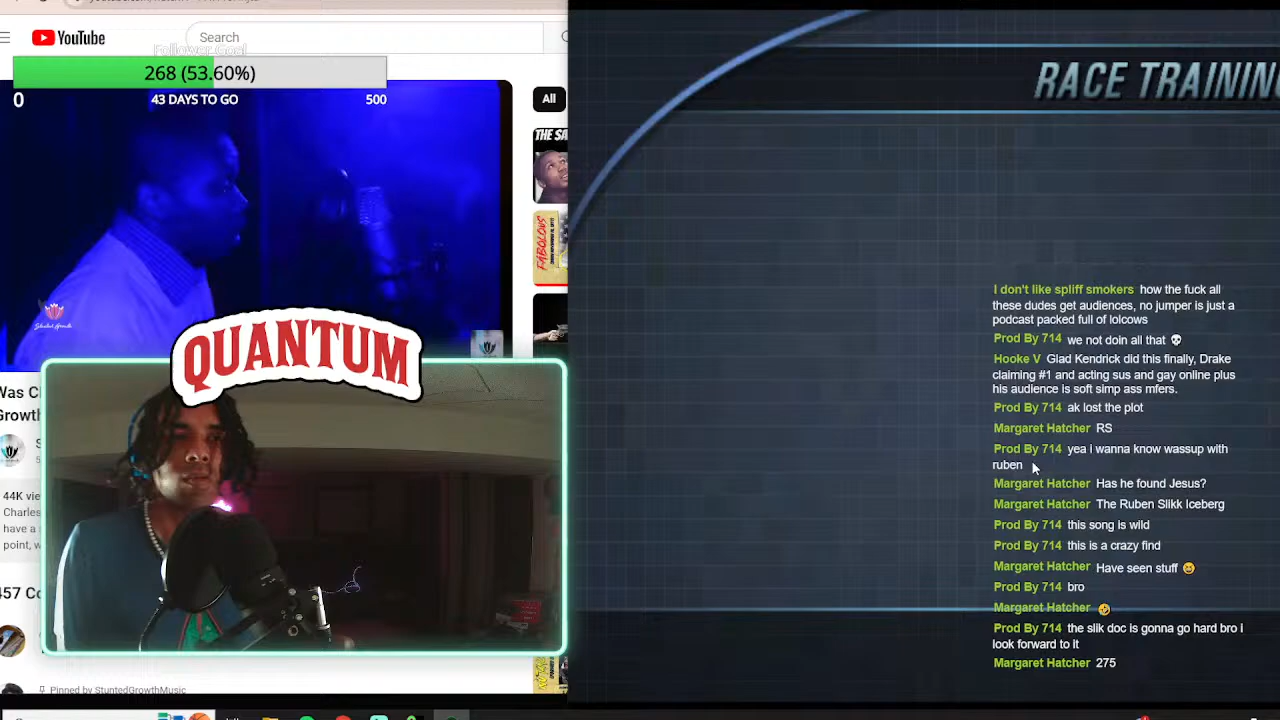 YouTube
Search
Follower Goal
268 (53.60%)
0
43 DAYS TO GO
500
All
THE
FABOLOUS
RACE TRAINING
QUANTUM
Was
Growth
44K
Charles
have a
point, w
457 Co
Pinned by StuntedGrowthMusic
I don't like spliff smokers how the fuck all
these dudes get audiences, no jumper is just a
podcast packed full of lolcows
Prod By 714 we not doin all that 💀
Hooke V Glad Kendrick did this finally, Drake
claiming #1 and acting sus and gay online plus
his audience is soft simp ass mfers.
Prod By 714 ak lost the plot
Margaret Hatcher RS
Prod By 714 yea i wanna know wassup with
ruben
Margaret Hatcher Has he found Jesus?
Margaret Hatcher The Ruben Slikk Iceberg
Prod By 714 this song is wild
Prod By 714 this is a crazy find
Margaret Hatcher Have seen stuff 😆
Prod By 714 bro
Margaret Hatcher 🤣
Prod By 714 the slik doc is gonna go hard bro i
look forward to it
Margaret Hatcher 275